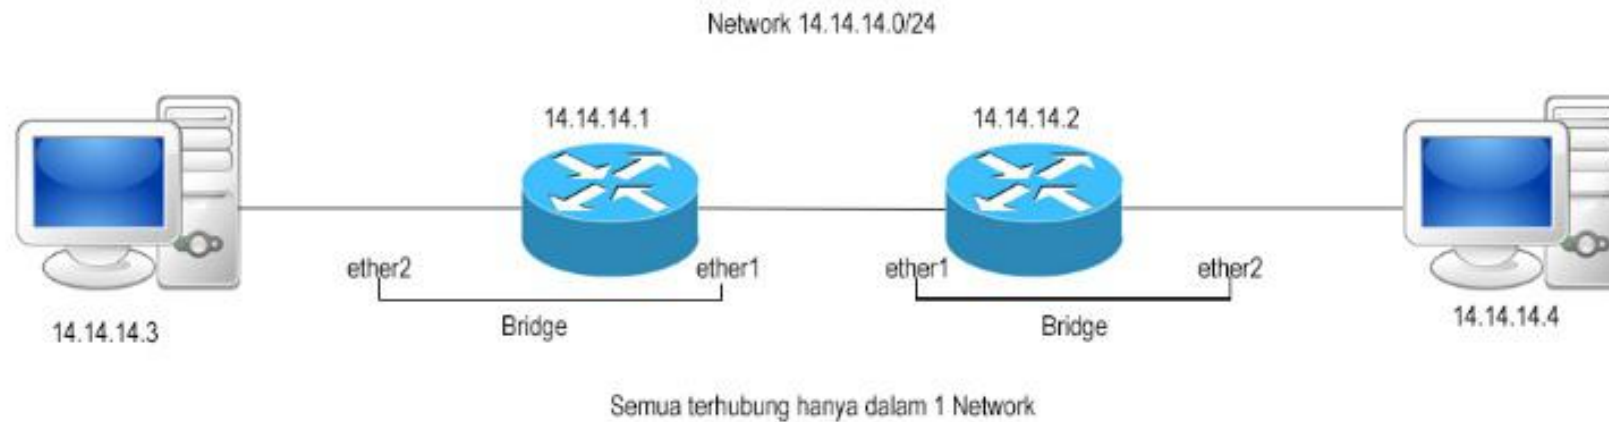 Network 14.14.14.0/24
14.14.14.1
14.14.14.2
ether2
ether1
ether1
ether2
Bridge
Bridge
14.14.14.3
14.14.14.4
Semua terhubung hanya dalam 1 Network